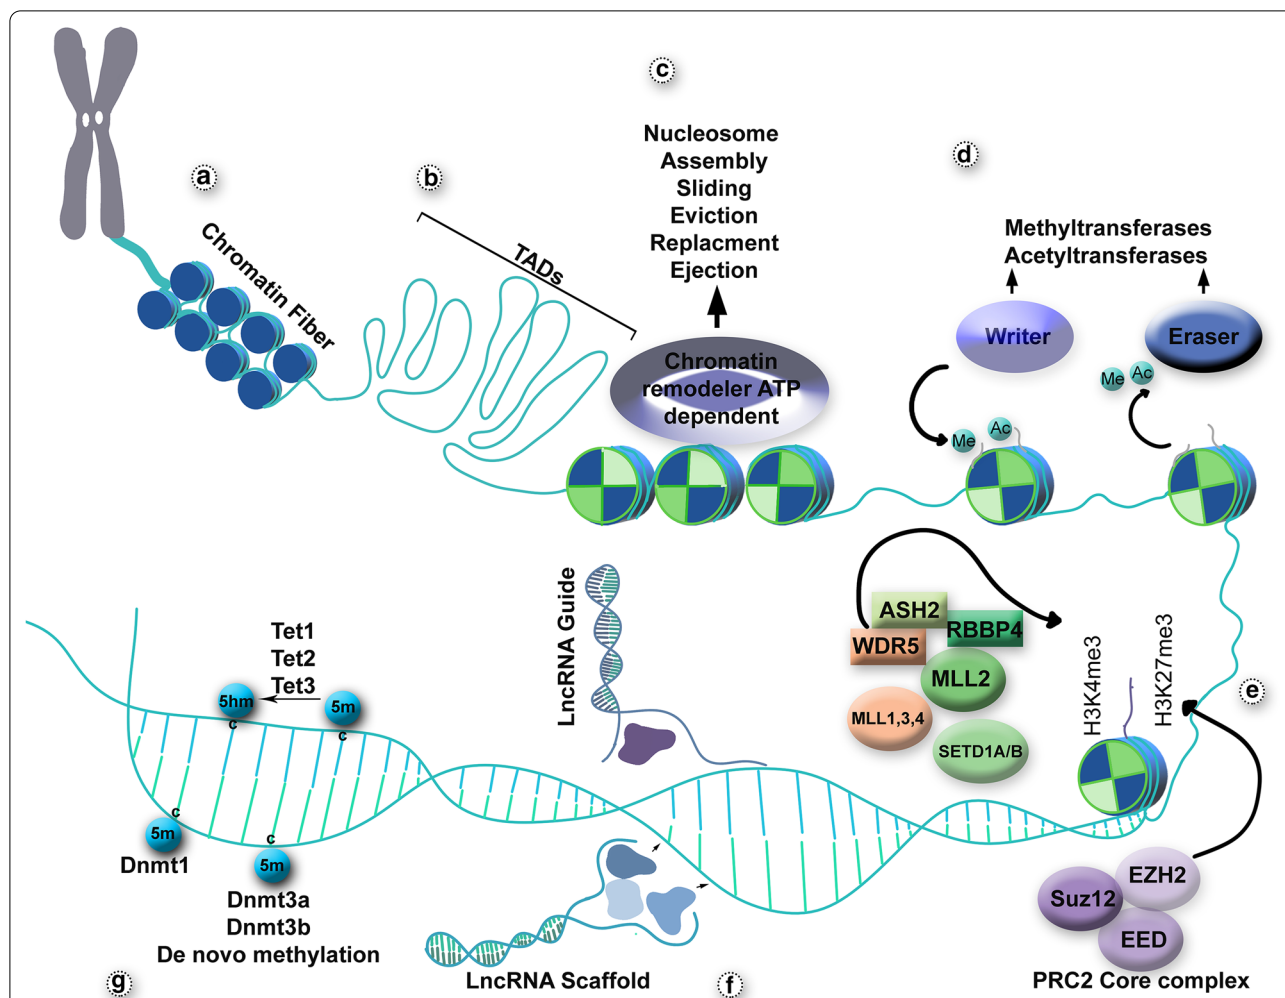 a
Chromatin Fiber
b
TADs
c
Nucleosome
Assembly
Sliding
Eviction
Replacment
Ejection
Chromatin
remodeler ATP
dependent
d
Methyltransferases
Acetyltransferases
Writer
Eraser
Me
Ac
Me
Ac
ASH2
RBBP4
WDR5
MLL2
MLL1,3,4
SETD1A/B
H3K4me3
H3K27me3
e
EZH2
Suz12
EED
PRC2 Core complex
LncRNA Guide
LncRNA Scaffold
f
Tet1
Tet2
Tet3
5hm
5m
c
c
c
5m
Dnmt1
c
5m
Dnmt3a
Dnmt3b
De novo methylation
g